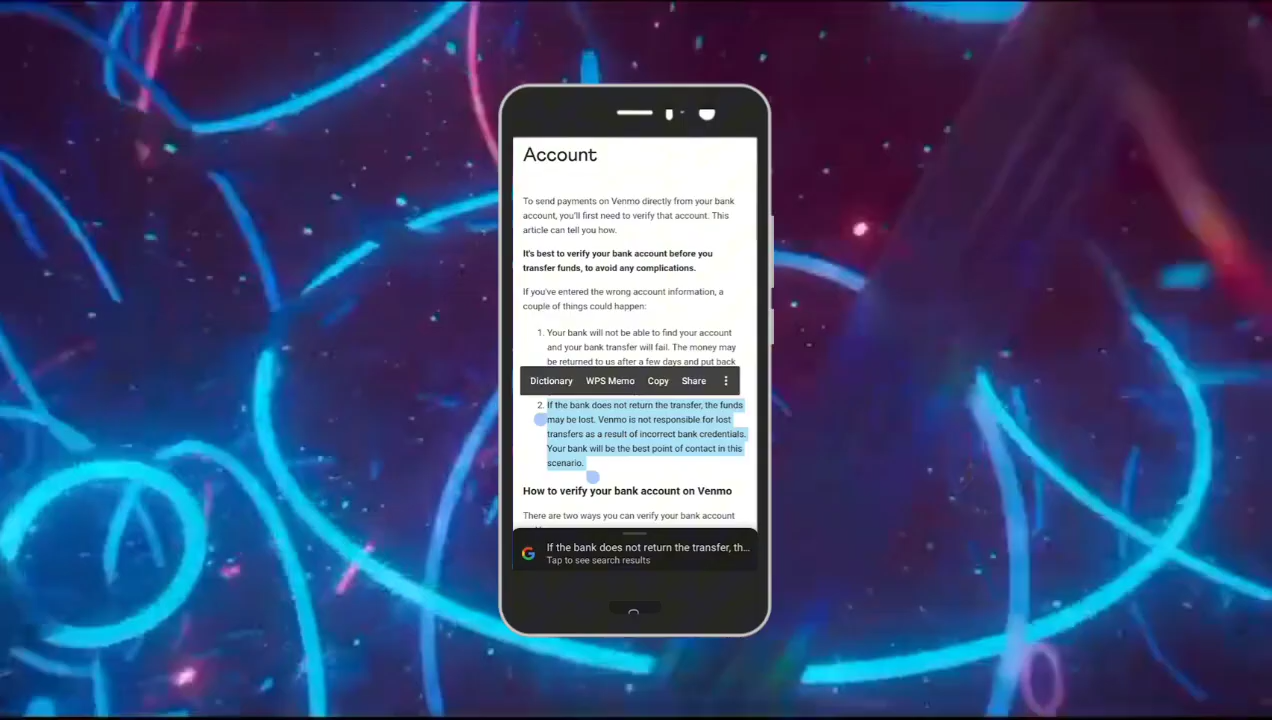 Account
To send payments on Venmo directly from your bank
account, you'll first need to verify that account. This
article can tell you how.
It's best to verify your bank account before you
transfer funds, to avoid any complications.
If you've entered the wrong account information, a
couple of things could happen:
1. Your bank will not be able to find your account
and your bank transfer will fail. The money may
be returned to us after a few days and put back
Dictionary WPS Memo Copy Share
2. If the bank does not return the transfer, the funds
may be lost. Venmo is not responsible for lost
transfers as a result of incorrect bank credentials.
Your bank will be the best point of contact in this
scenario.
How to verify your bank account on Venmo
There are two ways you can verify your bank account
If the bank does not return the transfer, th...
Tap to see search results